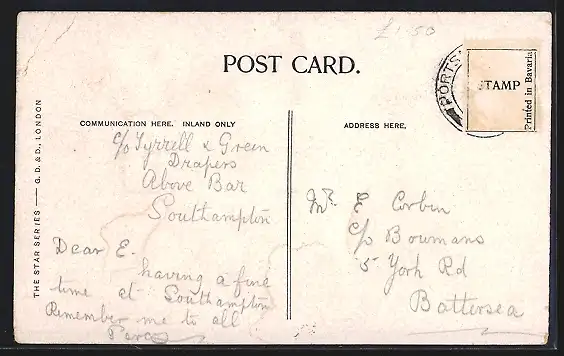 £1.50
POST CARD.
PORTS
STAMP
Printed in Bavaria
THE STAR SERIES — G. D. & D., LONDON
COMMUNICATION HERE. INLAND ONLY
c/o Tyrrell & Green
Drapers
Above Bar
Southampton
Dear E.
having a fine
time at Southampton
Remember me to all
ADDRESS HERE,
Mr E Corbin
c/o Bowmans
5 York Rd
Battersea